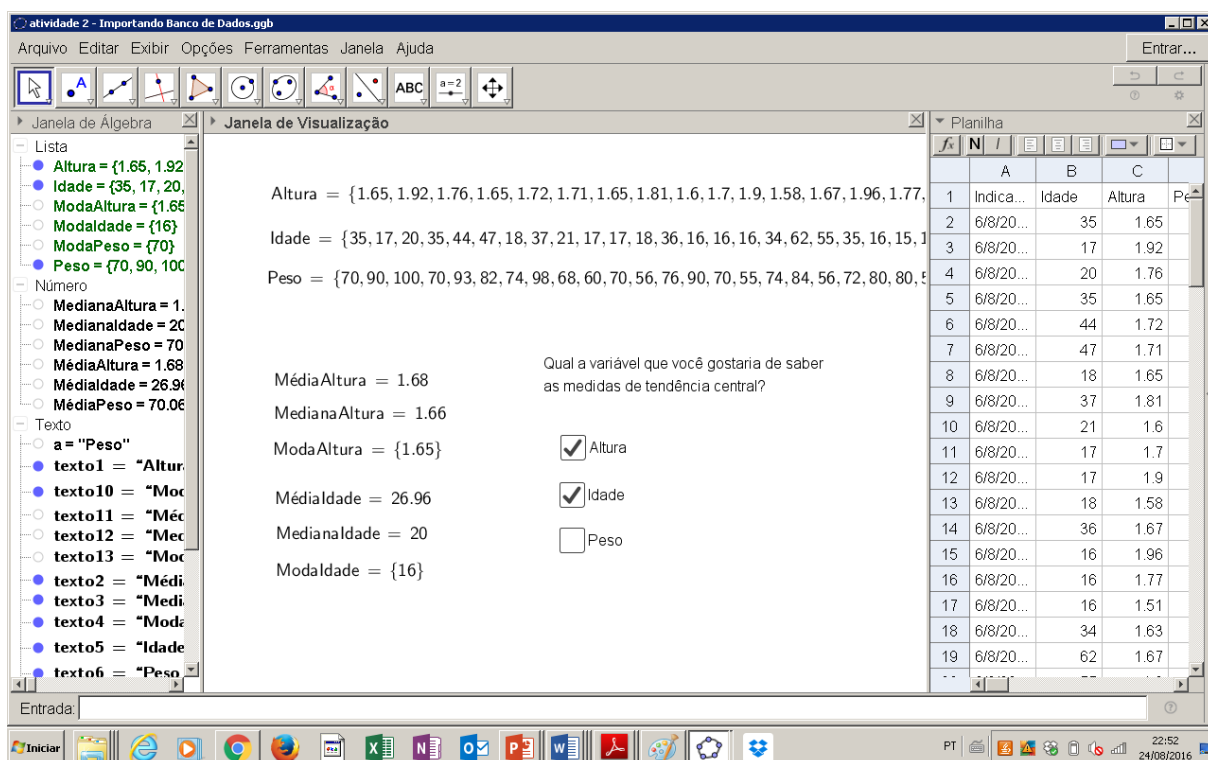 atividade 2 - Importando Banco de Dados.ggb
Arquivo Editar Exibir Opções Ferramentas Janela Ajuda
Entrar...
A
ABC
a=2
Janela de Álgebra
Janela de Visualização
Planilha
Lista
Altura = {1.65, 1.92
Idade = {35, 17, 20,
ModaAltura = {1.65
ModaIdade = {16}
ModaPeso = {70}
Peso = {70, 90, 100
Número
MedianaAltura = 1.
MedianaIdade = 20
MedianaPeso = 70
MédiaAltura = 1.68
MédiaIdade = 26.96
MédiaPeso = 70.06
Texto
a = "Peso"
texto1 = "Altur
texto10 = "Moc
texto11 = "Méc
texto12 = "Mec
texto13 = "Moc
texto2 = "Médi
texto3 = "Medi
texto4 = "Moda
texto5 = "Idade
texto6 = "Peso
Altura = {1.65, 1.92, 1.76, 1.65, 1.72, 1.71, 1.65, 1.81, 1.6, 1.7, 1.9, 1.58, 1.67, 1.96, 1.77,
Idade = {35, 17, 20, 35, 44, 47, 18, 37, 21, 17, 17, 18, 36, 16, 16, 16, 34, 62, 55, 35, 16, 15, 1
Peso = {70, 90, 100, 70, 93, 82, 74, 98, 68, 60, 70, 56, 76, 90, 70, 55, 74, 84, 56, 72, 80, 80, 5
MédiaAltura = 1.68
MedianaAltura = 1.66
ModaAltura = {1.65}
MédiaIdade = 26.96
MedianaIdade = 20
ModaIdade = {16}
Qual a variável que você gostaria de saber
as medidas de tendência central?
Altura
Idade
Peso
fx N I
A B C
1 Indica... Idade Altura Pe
2 6/8/20... 35 1.65
3 6/8/20... 17 1.92
4 6/8/20... 20 1.76
5 6/8/20... 35 1.65
6 6/8/20... 44 1.72
7 6/8/20... 47 1.71
8 6/8/20... 18 1.65
9 6/8/20... 37 1.81
10 6/8/20... 21 1.6
11 6/8/20... 17 1.7
12 6/8/20... 17 1.9
13 6/8/20... 18 1.58
14 6/8/20... 36 1.67
15 6/8/20... 16 1.96
16 6/8/20... 16 1.77
17 6/8/20... 16 1.51
18 6/8/20... 34 1.63
19 6/8/20... 62 1.67
Entrada:
Iniciar
PT
22:52
24/08/2016